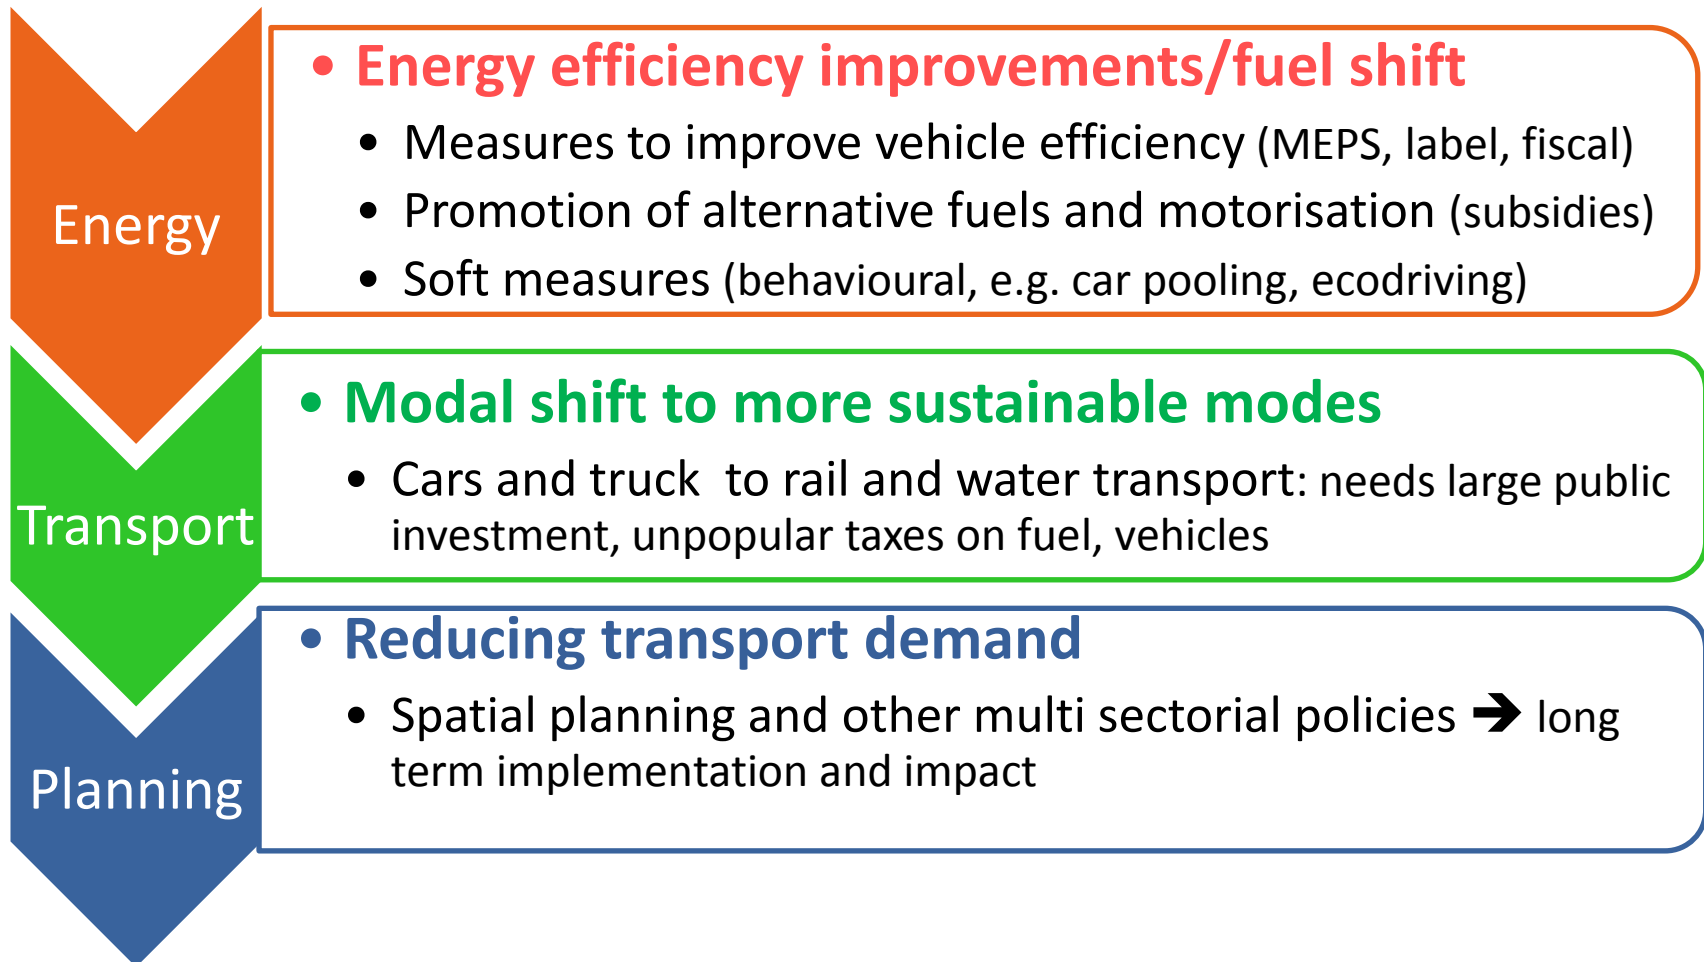 Energy
• Energy efficiency improvements/fuel shift
• Measures to improve vehicle efficiency (MEPS, label, fiscal)
• Promotion of alternative fuels and motorisation (subsidies)
• Soft measures (behavioural, e.g. car pooling, ecodriving)
Transport
• Modal shift to more sustainable modes
• Cars and truck  to rail and water transport: needs large public
investment, unpopular taxes on fuel, vehicles
Planning
• Reducing transport demand
• Spatial planning and other multi sectorial policies ➔ long
term implementation and impact